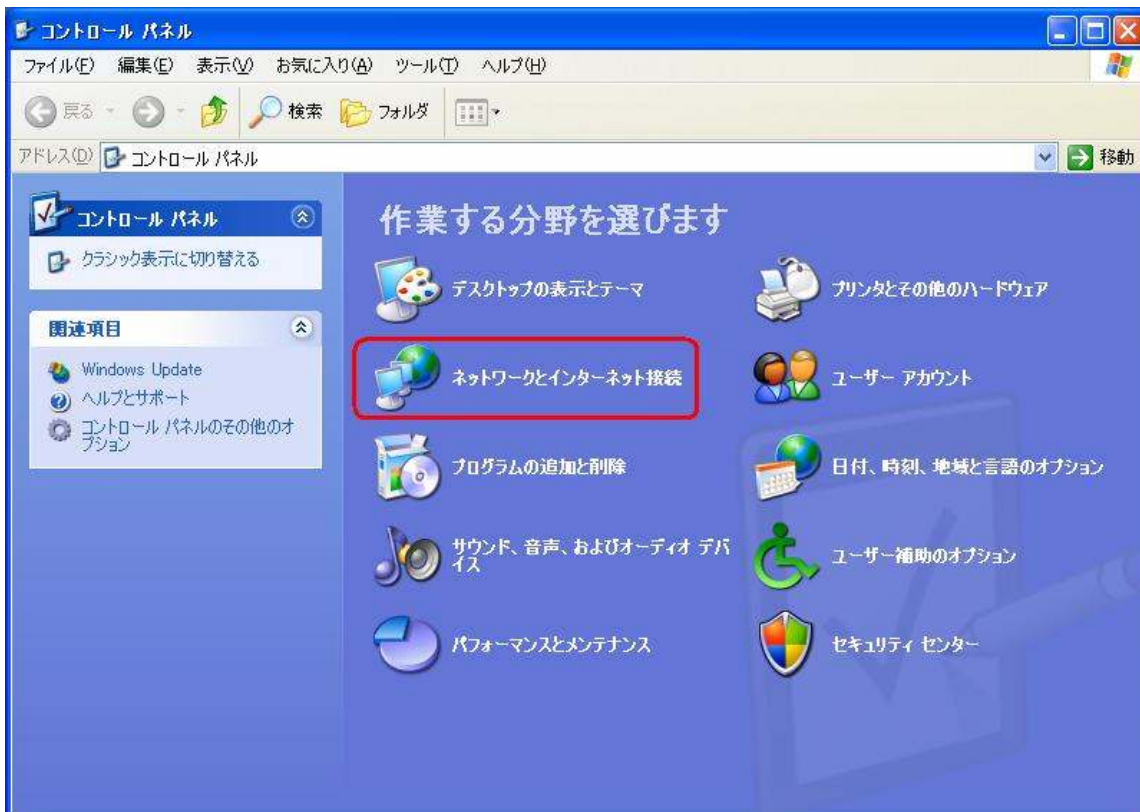 コントロール パネル
ファイル(F) 編集(E) 表示(V) お気に入り(A) ツール(T) ヘルプ(H)
戻る 検索 フォルダ
アドレス(D) コントロール パネル 移動
コントロール パネル
クラシック表示に切り替える
関連項目
Windows Update
ヘルプとサポート
コントロール パネルのその他のオ
プション
作業する分野を選びます
デスクトップの表示とテーマ
プリンタとその他のハードウェア
ネットワークとインターネット接続
ユーザー アカウント
プログラムの追加と削除
日付、時刻、地域と言語のオプション
サウンド、音声、およびオーディオ デバ
イス
ユーザー補助のオプション
パフォーマンスとメンテナンス
セキュリティ センター